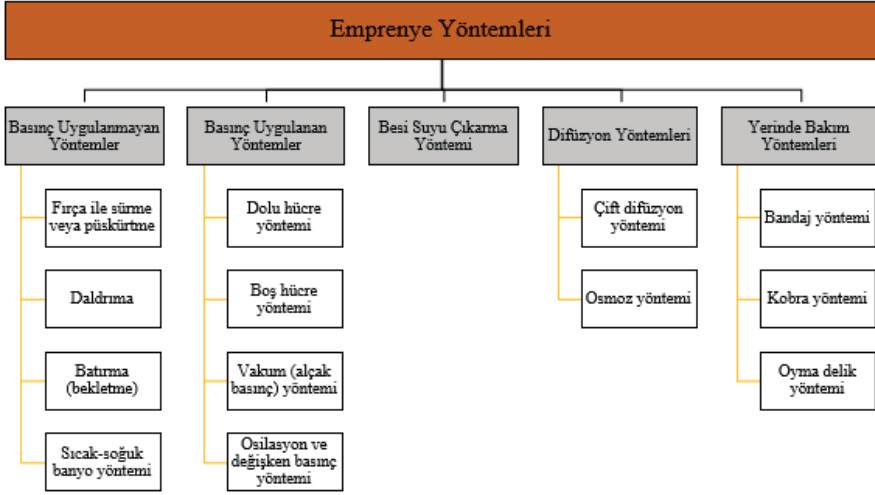 Emprenye Yöntemleri
Basınç Uygulanmayan
Yöntemler
Fırça ile sürme
veya püskürtme
Daldrıma
Batırma
(bekletme)
Sıcak-soğuk
banyo yöntemi
Basınç Uygulanan
Yöntemler
Dolu hücre
yöntemi
Boş hücre
yöntemi
Vakum (alçak
basınç) yöntemi
Osilasyon ve
değişken basınç
yöntemi
Besi Suyu Çıkarma
Yöntemi
Difüzyon Yöntemleri
Çift difüzyon
yöntemi
Osmoz yöntemi
Yerinde Bakım
Yöntemleri
Bandaj yöntemi
Kobra yöntemi
Oyma delik
yöntemi